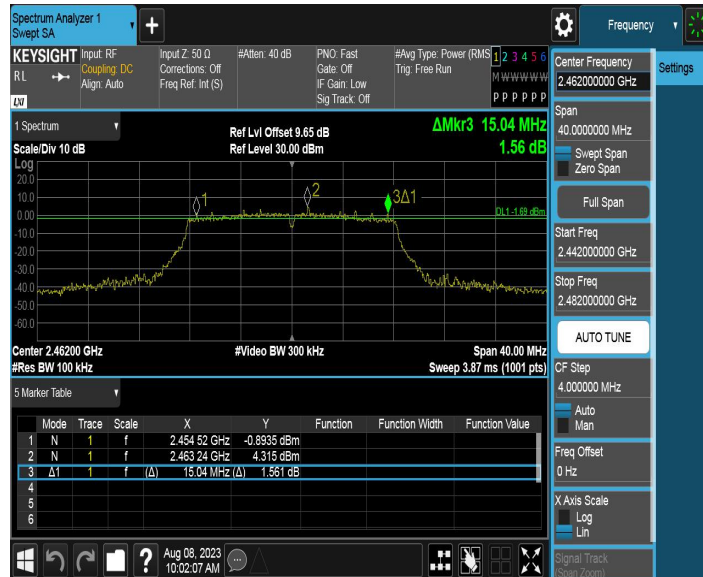 Spectrum Analyzer 1
Swept SA
Frequency
KEYSIGHT
RL
LXI
Input: RF
Coupling: DC
Align: Auto
Input Z: 50 Ω
Corrections: Off
Freq Ref: Int (S)
#Atten: 40 dB
PNO: Fast
Gate: Off
IF Gain: Low
Sig Track: Off
#Avg Type: Power (RMS
Trig: Free Run
1 2 3 4 5 6
M W W W W W
P P P P P P
Center Frequency
2.462000000 GHz
Settings
Span
40.0000000 MHz
Swept Span
Zero Span
Full Span
Start Freq
2.442000000 GHz
Stop Freq
2.482000000 GHz
AUTO TUNE
CF Step
4.000000 MHz
Auto
Man
Freq Offset
0 Hz
X Axis Scale
Log
Lin
Signal Track
(Span Zoom)
1 Spectrum
Scale/Div 10 dB
Ref Lvl Offset 9.65 dB
Ref Level 30.00 dBm
ΔMkr3 15.04 MHz
1.56 dB
Log
20.0
10.0
0.00
-10.0
-20.0
-30.0
-40.0
-50.0
-60.0
1
2
3Δ1
DL1 -1.69 dBm
Center 2.46200 GHz
#Res BW 100 kHz
#Video BW 300 kHz
Span 40.00 MHz
Sweep 3.87 ms (1001 pts)
5 Marker Table
Mode Trace Scale X Y Function Function Width Function Value
1 N 1 f 2.454 52 GHz -0.8935 dBm
2 N 1 f 2.463 24 GHz 4.315 dBm
3 Δ1 1 f (Δ) 15.04 MHz (Δ) 1.561 dB
4
5
6
?
Aug 08, 2023
10:02:07 AM